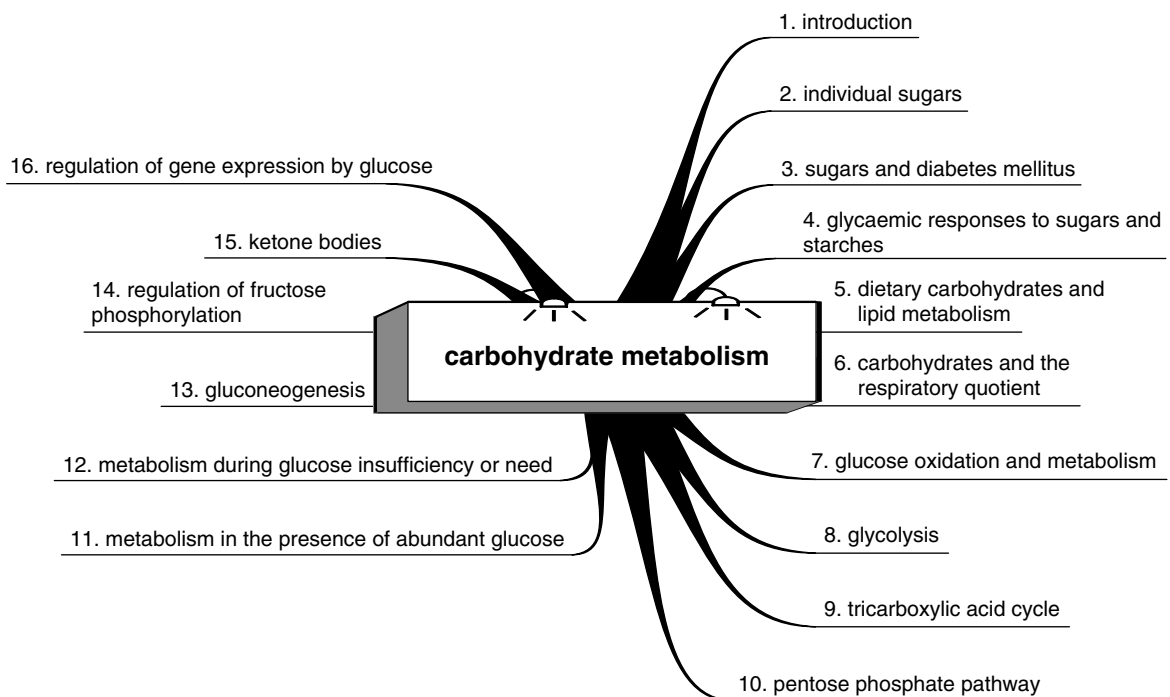 1. introduction
2. individual sugars
3. sugars and diabetes mellitus
4. glycaemic responses to sugars and
starches
5. dietary carbohydrates and
lipid metabolism
6. carbohydrates and the
respiratory quotient
7. glucose oxidation and metabolism
8. glycolysis
9. tricarboxylic acid cycle
10. pentose phosphate pathway
11. metabolism in the presence of abundant glucose
12. metabolism during glucose insufficiency or need
13. gluconeogenesis
14. regulation of fructose
phosphorylation
15. ketone bodies
16. regulation of gene expression by glucose
carbohydrate metabolism